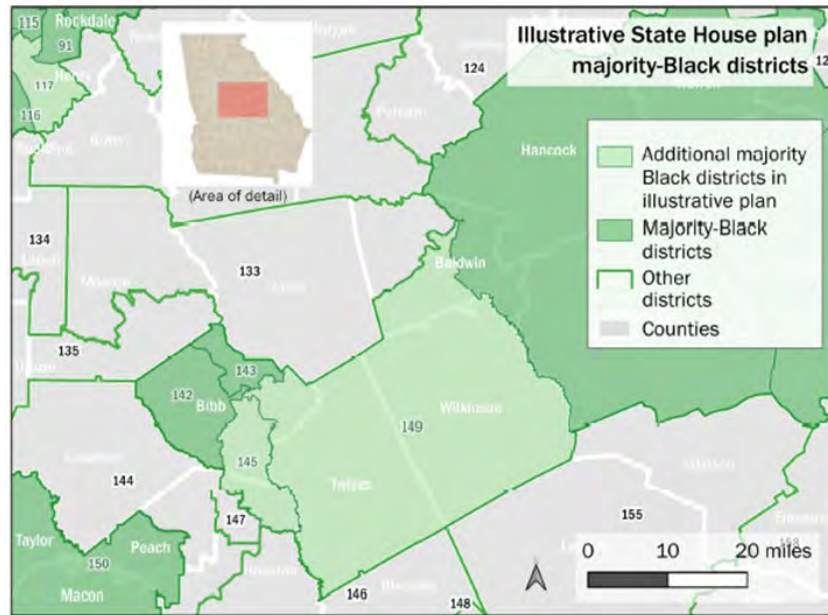 Illustrative State House plan
majority-Black districts
(Area of detail)
Additional majority
Black districts in
illustrative plan
Majority-Black
districts
Other
districts
Counties
115
Rockdale
91
117
116
124
Putnam
Hancock
134
133
Baldwin
135
143
142
Bibb
Wilkinson
149
145
Twiggs
144
147
155
Taylor
Peach
150
Macon
146
148
0 10 20 miles